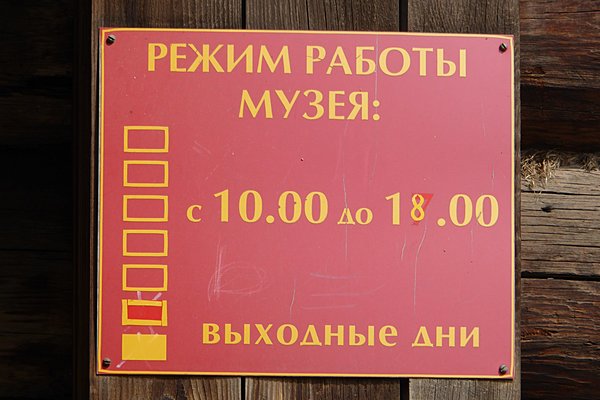 РЕЖИМ РАБОТЫ
МУЗЕЯ:
с 10.00 до 18.00
выходные дни